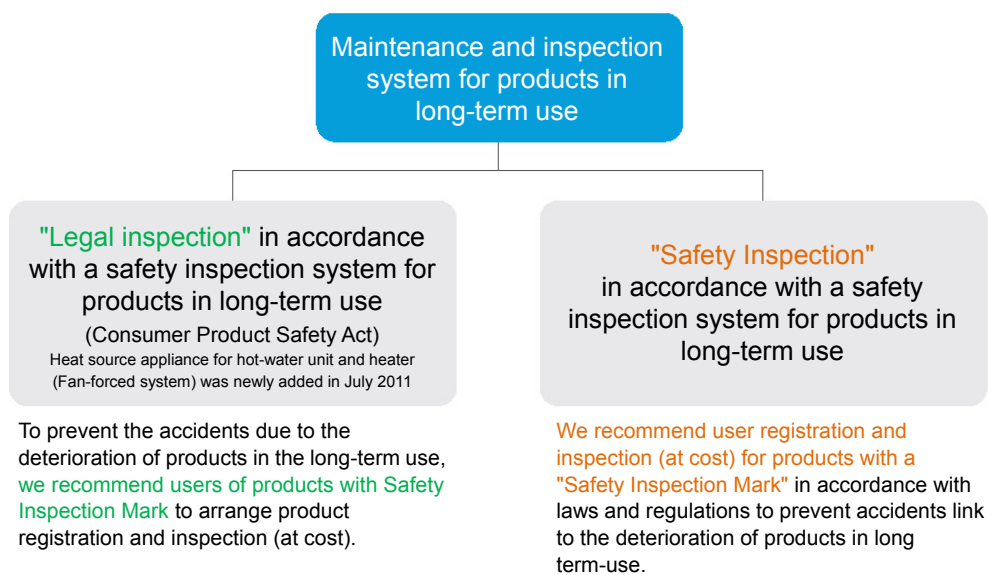 Maintenance and inspection
system for products in
long-term use
"Legal inspection" in accordance
with a safety inspection system for
products in long-term use
(Consumer Product Safety Act)
Heat source appliance for hot-water unit and heater
(Fan-forced system) was newly added in July 2011
To prevent the accidents due to the
deterioration of products in the long-term use,
we recommend users of products with Safety
Inspection Mark to arrange product
registration and inspection (at cost).
"Safety Inspection"
in accordance with a safety
inspection system for products in
long-term use
We recommend user registration and
inspection (at cost) for products with a
"Safety Inspection Mark" in accordance with
laws and regulations to prevent accidents link
to the deterioration of products in long
term-use.